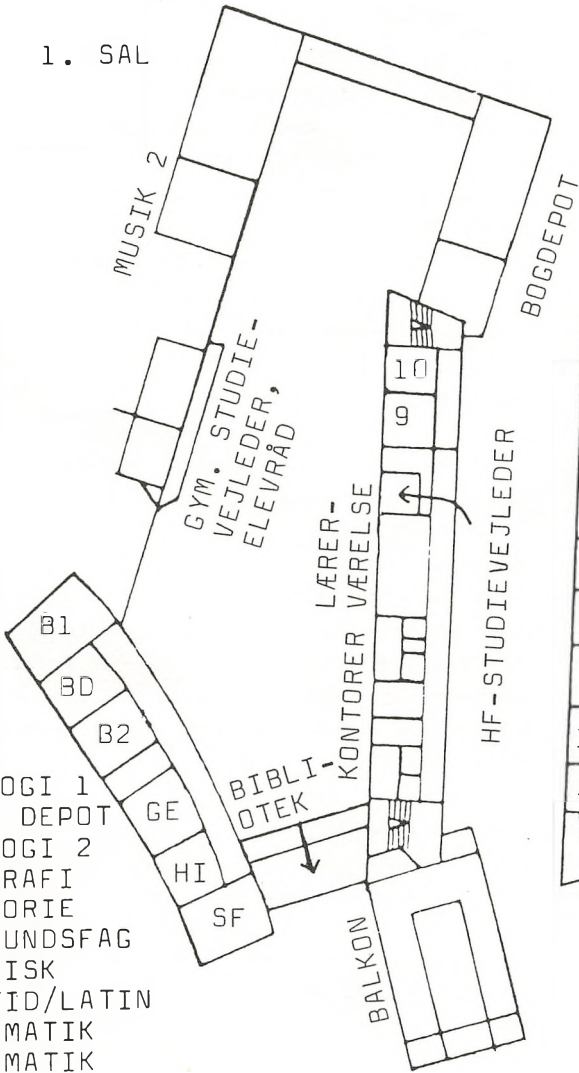 1. SAL
MUSIK 2
BOGDEPOT
GYM. STUDIE-
VEJLEDER,
ELEVRÅD
10
9
LÆRER-
VÆRELSE
KONTORER
HF-STUDIEVEJLEDER
B1
BD
B2
GE
HI
SF
BIBLI-
OTEK
BALKON
OGI 1
DEPOT
OGI 2
RAFI
ORIE
UNDSFAG
ISK
TID/LATIN
MATIK
MATIK